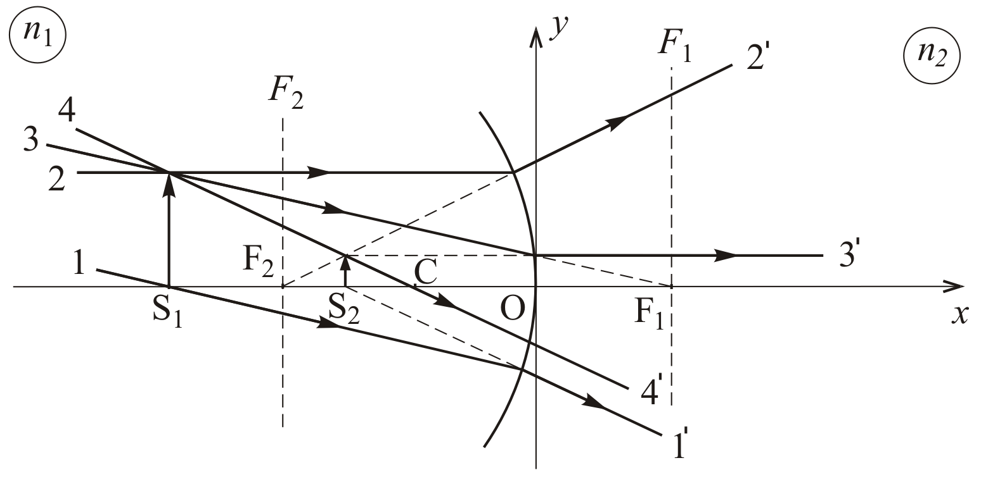 n₁
y
F₁
2'
n₂
F₂
4
3
2
F₂
C
3'
1
S₁
S₂
O
F₁
x
4'
1'